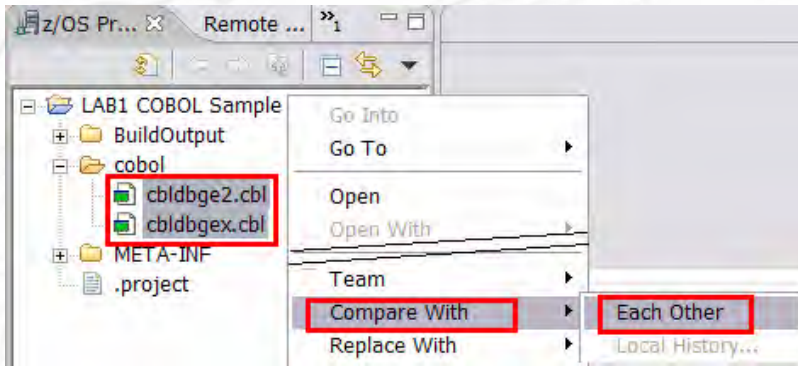 z/OS Pr... Remote ... »1
LAB1 COBOL Sample
BuildOutput
cobol
cbldbge2.cbl
cbldbgex.cbl
META-INF
.project
Go Into
Go To
Open
Open With
Team
Compare With
Replace With
Each Other
Local History...